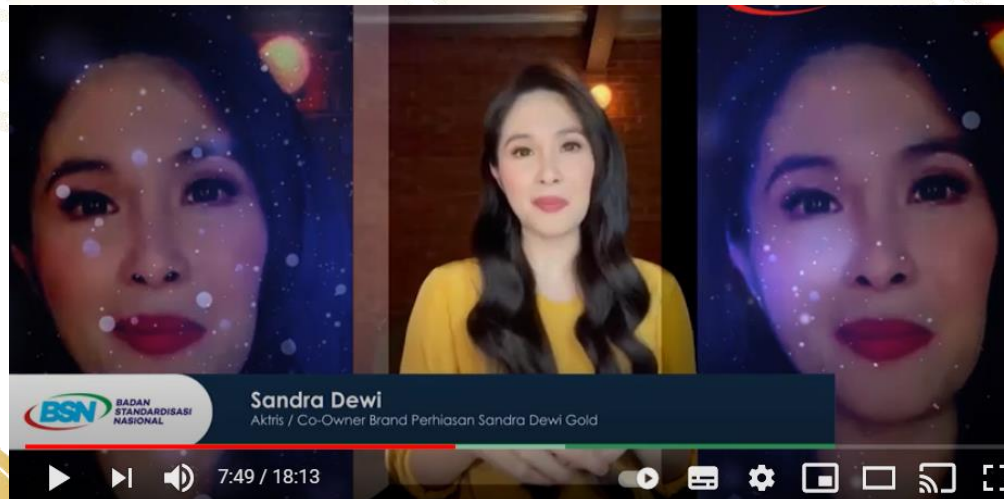 BSN
BADAN
STANDARDISASI
NASIONAL
Sandra Dewi
Aktris / Co-Owner Brand Perhiasan Sandra Dewi Gold
7:49 / 18:13